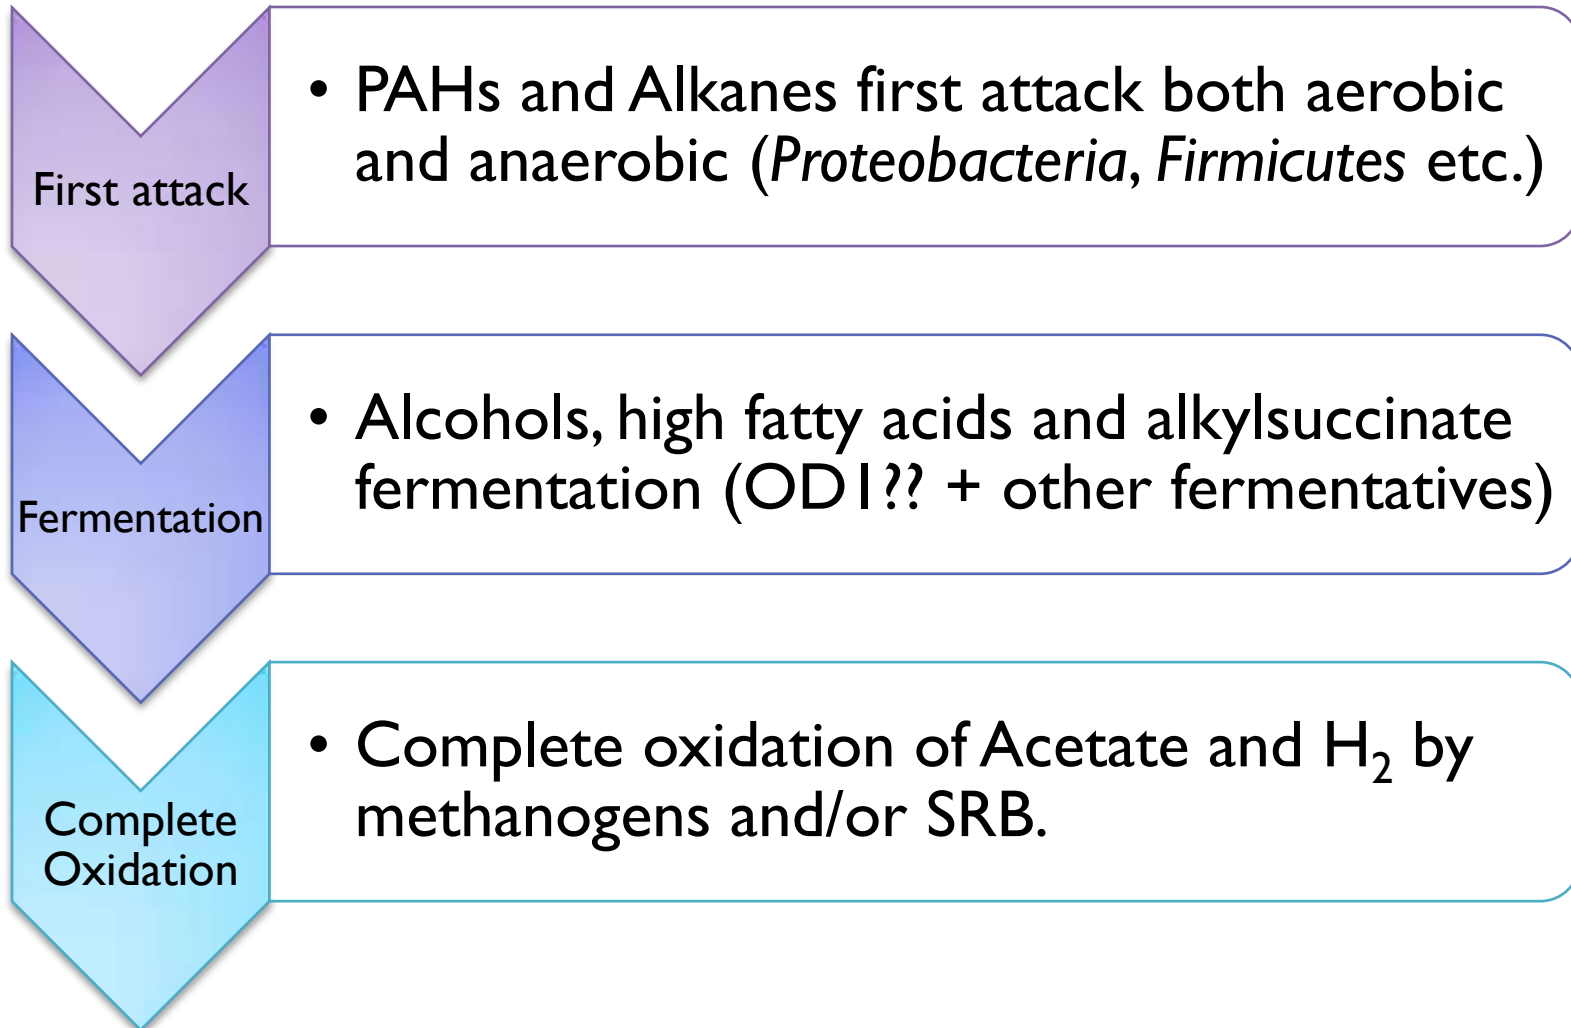 First attack
• PAHs and Alkanes first attack both aerobic
and anaerobic (Proteobacteria, Firmicutes etc.)
Fermentation
• Alcohols, high fatty acids and alkylsuccinate
fermentation (OD1?? + other fermentatives)
Complete
Oxidation
• Complete oxidation of Acetate and H₂ by
methanogens and/or SRB.